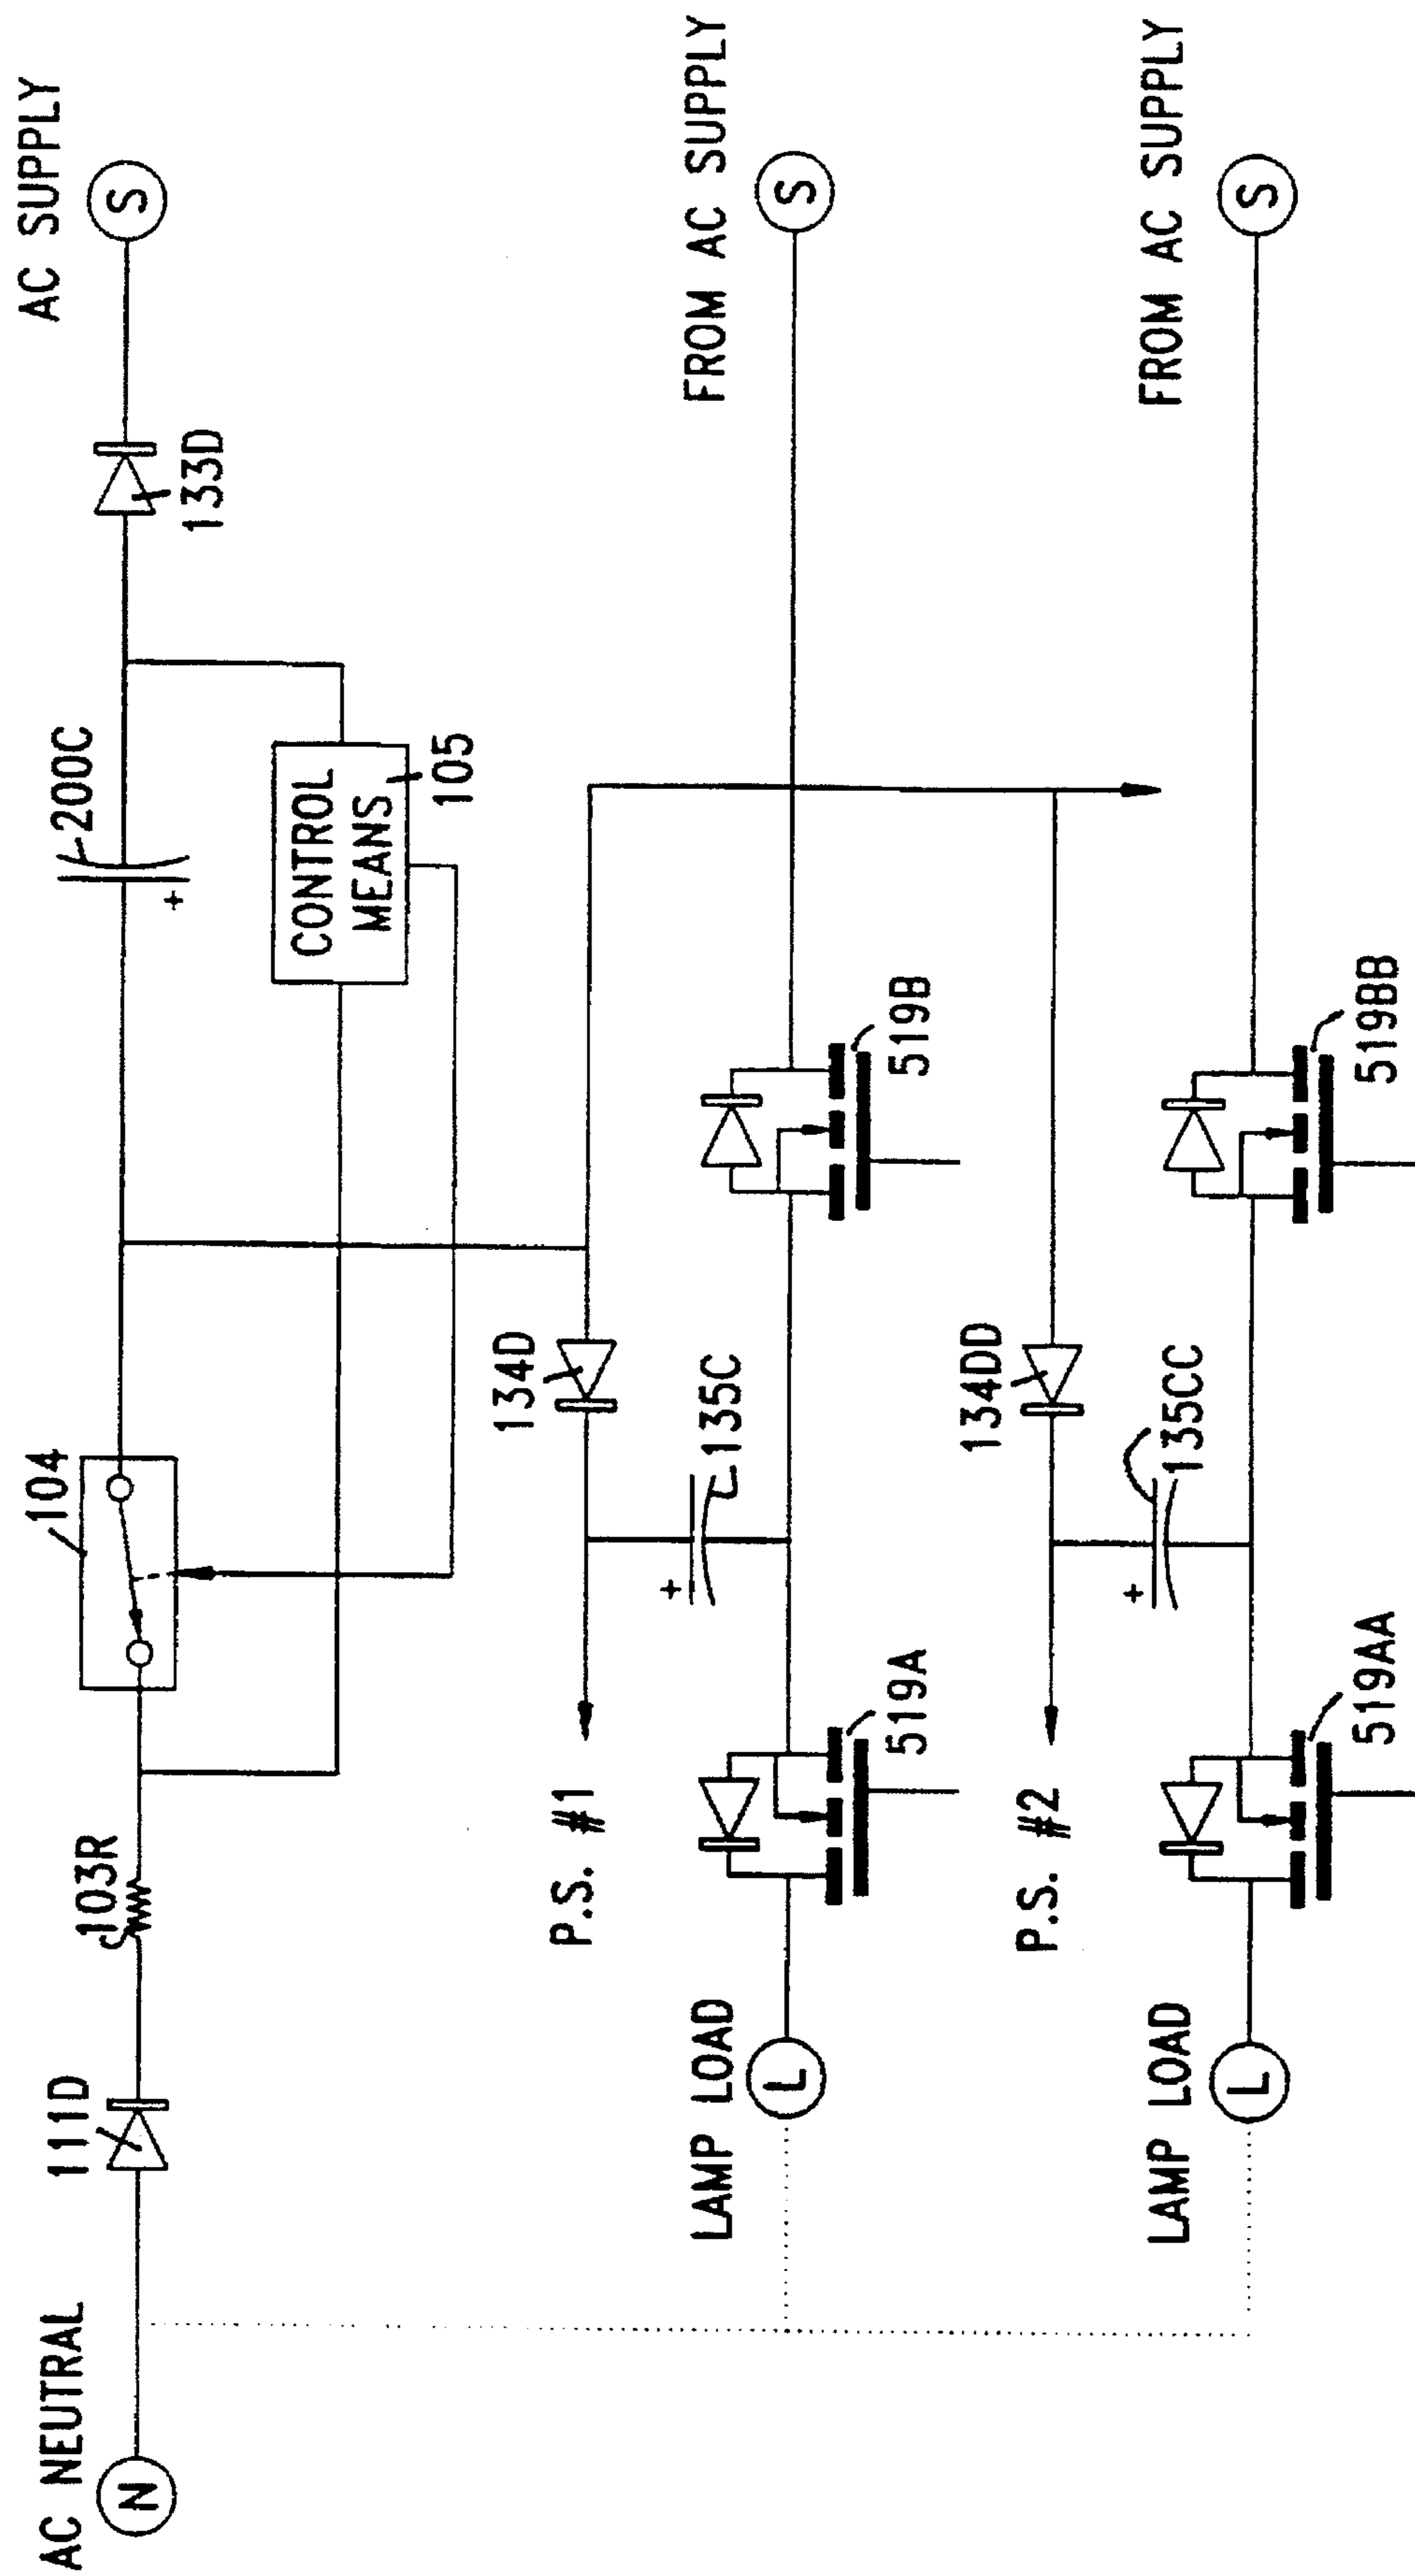 AC NEUTRAL
N
111D
103R
104
200C
133D
AC SUPPLY
S
+
CONTROL
MEANS
105
134D
P.S. #1
135C
+
LAMP LOAD
L
519A
519B
FROM AC SUPPLY
S
134DD
P.S. #2
135CC
+
LAMP LOAD
L
519AA
519BB
FROM AC SUPPLY
S